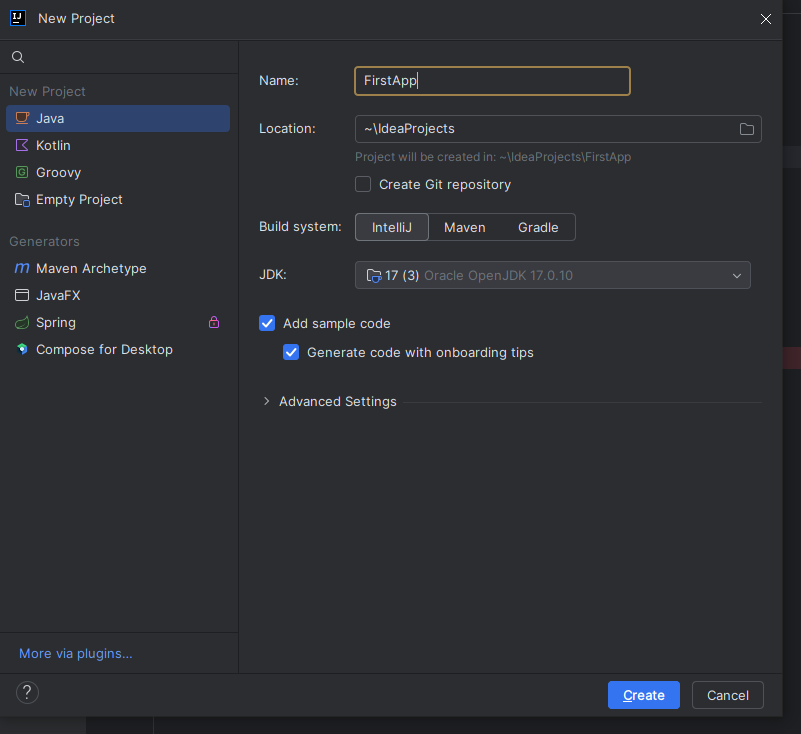 New Project
New Project
Java
Kotlin
Groovy
Empty Project
Generators
Maven Archetype
JavaFX
Spring
Compose for Desktop
More via plugins...
?
Name: FirstApp
Location: ~\IdeaProjects
Project will be created in: ~\IdeaProjects\FirstApp
Create Git repository
Build system: IntelliJ Maven Gradle
JDK: 17 (3) Oracle OpenJDK 17.0.10
Add sample code
Generate code with onboarding tips
Advanced Settings
Create Cancel